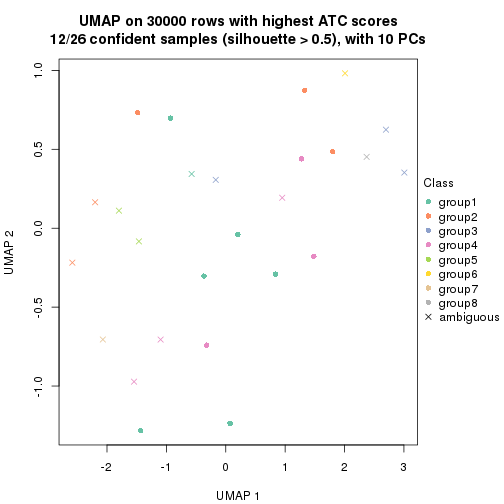 UMAP on 30000 rows with highest ATC scores
12/26 confident samples (silhouette > 0.5), with 10 PCs
1.0
0.5
0.0
-0.5
-1.0
UMAP 2
-2
-1
0
1
2
3
UMAP 1
Class
group1
group2
group3
group4
group5
group6
group7
group8
ambiguous